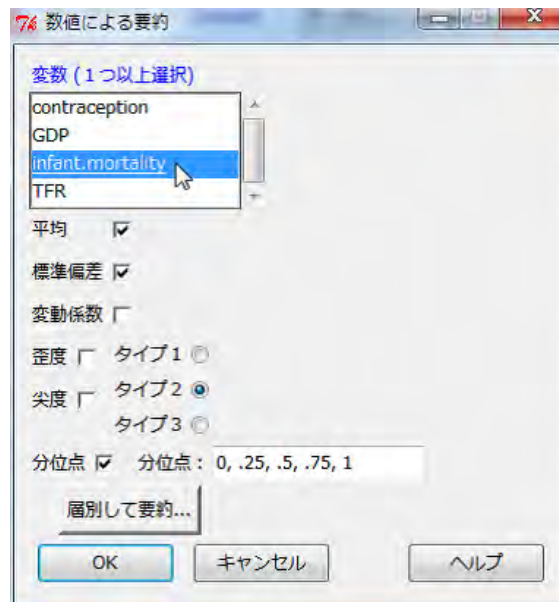 数値による要約
変数 (１つ以上選択)
contraception
GDP
infant.mortality
TFR
平均
標準偏差
変動係数
歪度 タイプ１
尖度 タイプ２
タイプ３
分位点 分位点： 0, .25, .5, .75, 1
層別して要約...
OK キャンセル ヘルプ